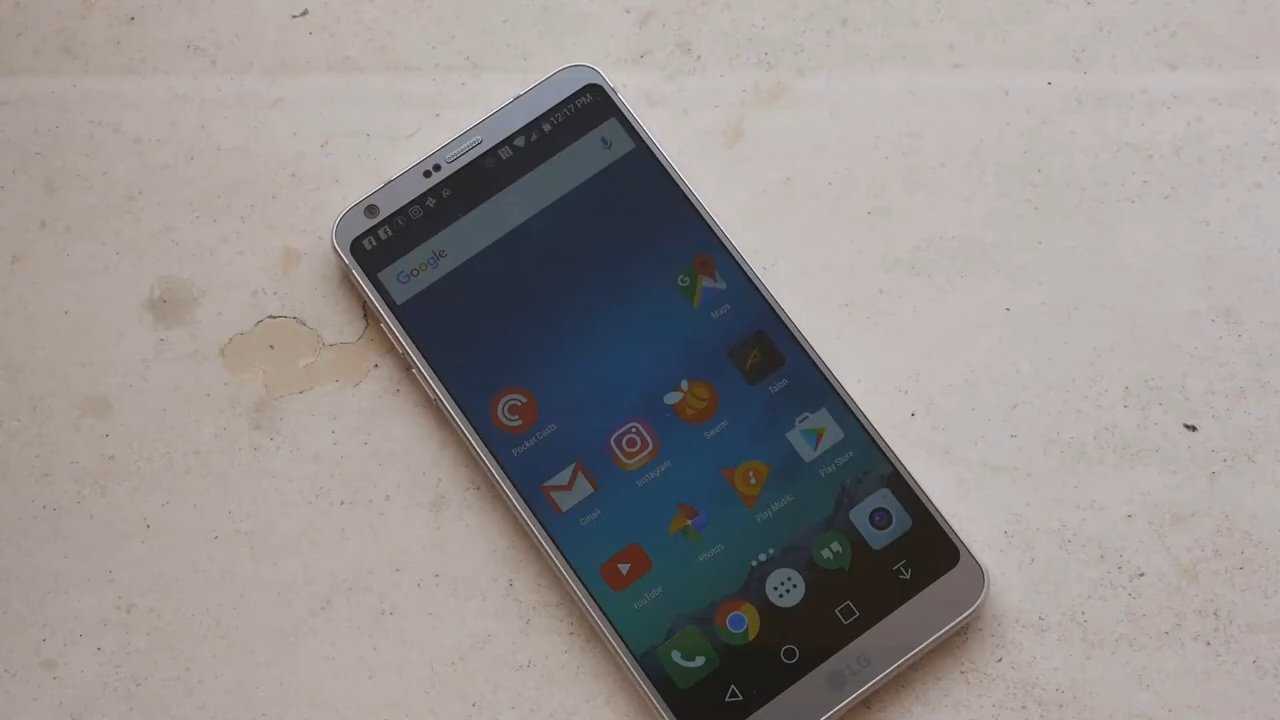 12:17 PM
Google
Maps
Talon
Pocket Casts
Swarm
Instagram
Play Store
Gmail
Play Music
Photos
YouTube
LG